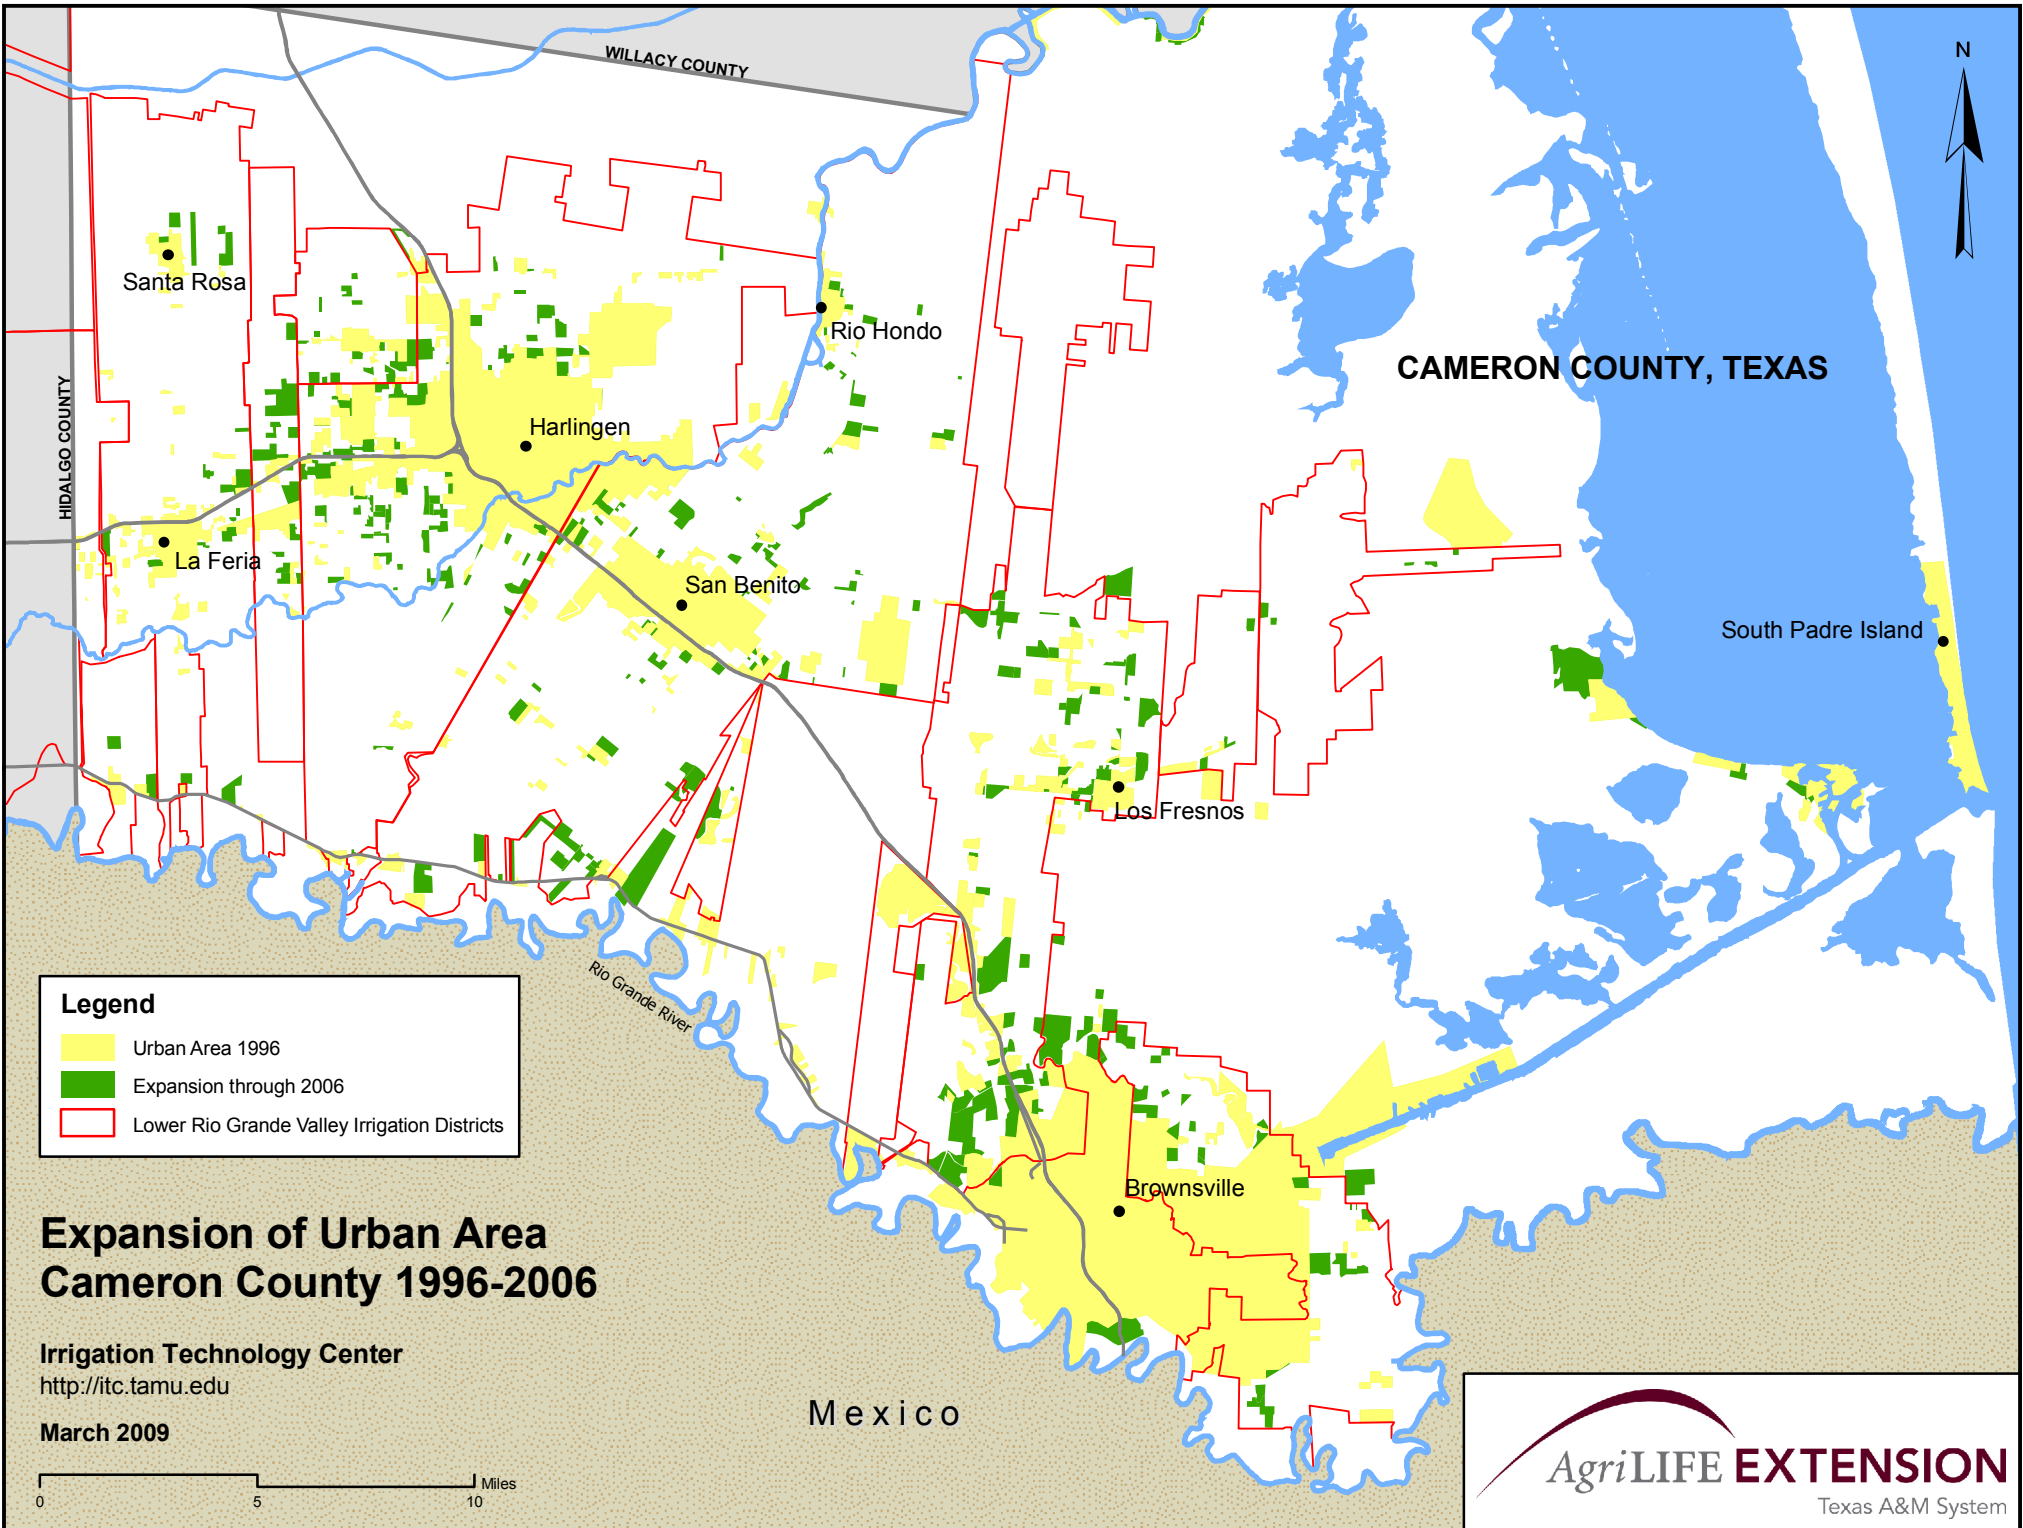 WILLACY COUNTY
N
Santa Rosa
Rio Hondo
CAMERON COUNTY, TEXAS
HIDALGO COUNTY
Harlingen
La Feria
San Benito
South Padre Island
Los Fresnos
Rio Grande River
Brownsville
Mexico
Legend
Urban Area 1996
Expansion through 2006
Lower Rio Grande Valley Irrigation Districts
Expansion of Urban Area
Cameron County 1996-2006
Irrigation Technology Center
http://itc.tamu.edu
March 2009
Miles
0 5 10
AgriLIFE EXTENSION
Texas A&M System